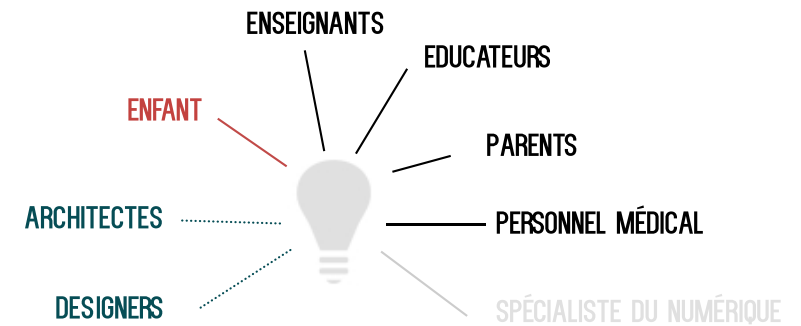 ENSEIGNANTS
EDUCATEURS
ENFANT
PARENTS
ARCHITECTES
PERSONNEL MÉDICAL
DESIGNERS
SPÉCIALISTE DU NUMÉRIQUE